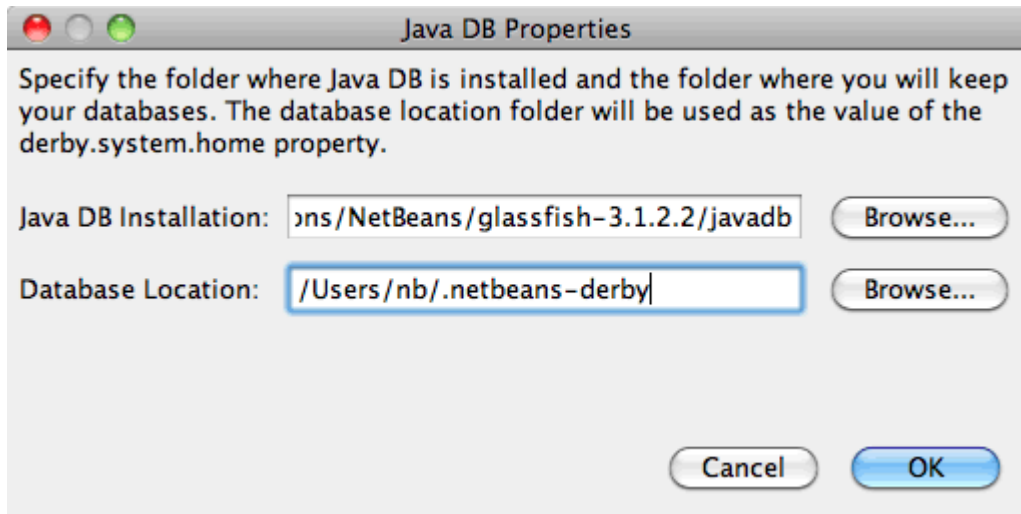 Java DB Properties
Specify the folder where Java DB is installed and the folder where you will keep
your databases. The database location folder will be used as the value of the
derby.system.home property.
Java DB Installation: ons/NetBeans/glassfish-3.1.2.2/javadb Browse...
Database Location: /Users/nb/.netbeans-derby Browse...
Cancel OK